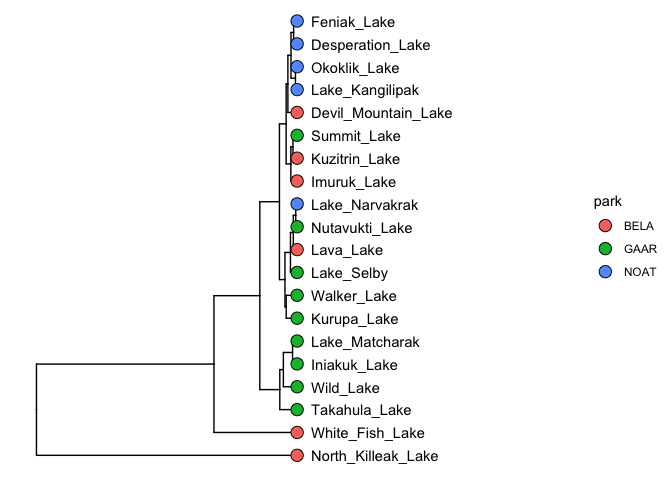 Feniak_Lake
Desperation_Lake
Okoklik_Lake
Lake_Kangilipak
Devil_Mountain_Lake
Summit_Lake
Kuzitrin_Lake
Imuruk_Lake
Lake_Narvakrak
Nutavukti_Lake
Lava_Lake
Lake_Selby
Walker_Lake
Kurupa_Lake
Lake_Matcharak
Iniakuk_Lake
Wild_Lake
Takahula_Lake
White_Fish_Lake
North_Killeak_Lake
park
BELA
GAAR
NOAT